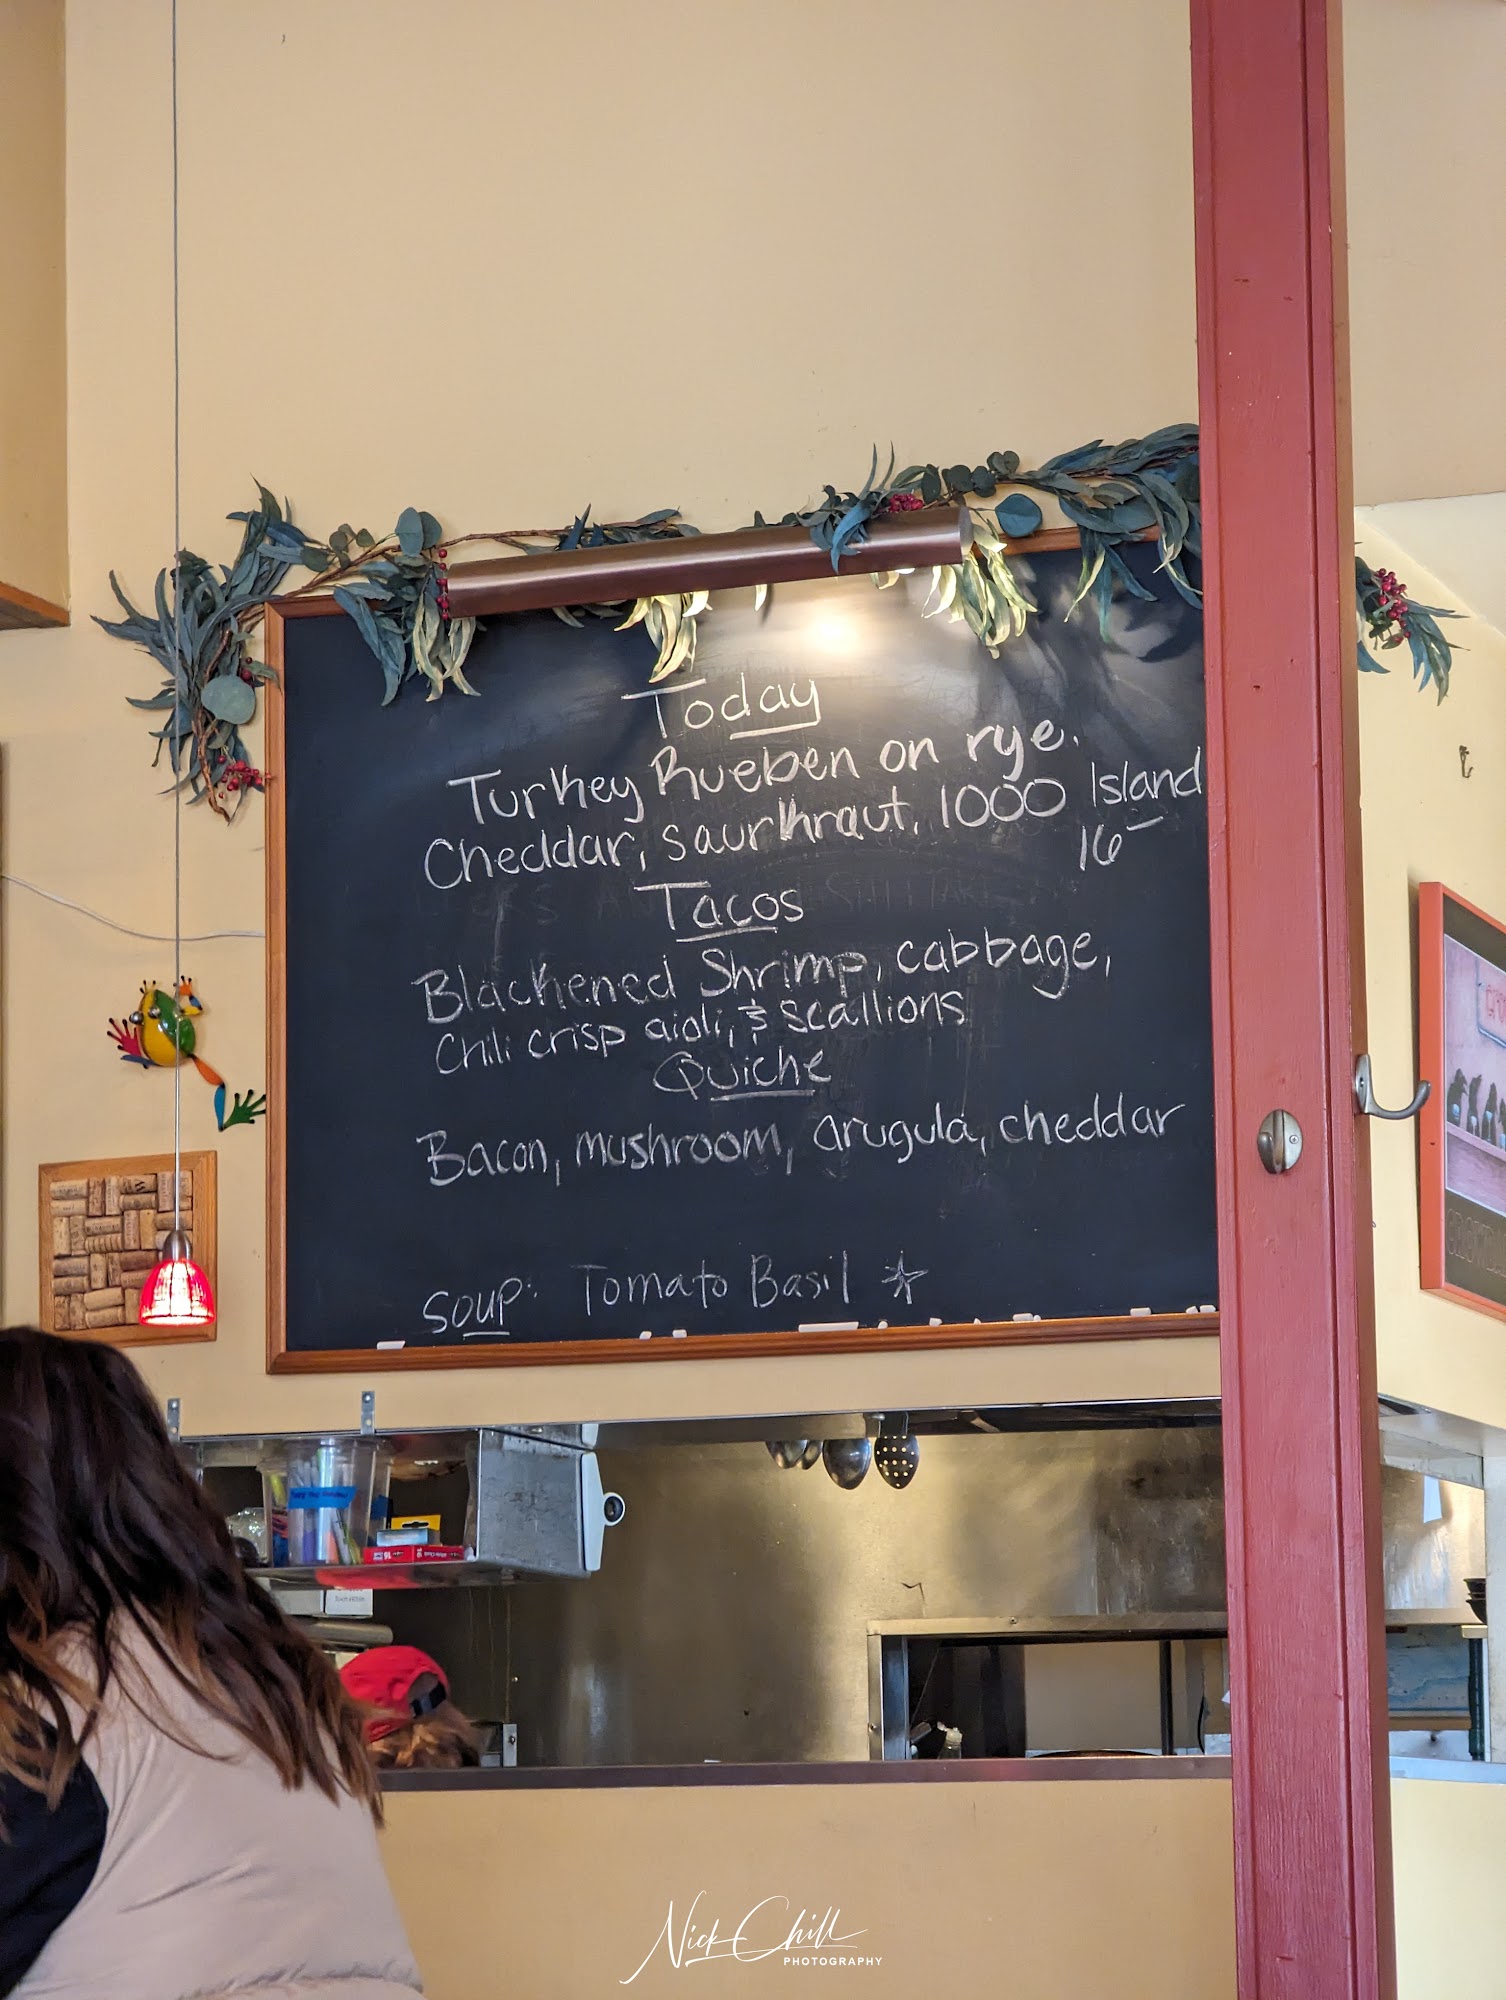 Today
Turkey Rueben on rye.
Cheddar, saurkraut, 1000 Island
16
Tacos
Blackened Shrimp, cabbage,
Chili crisp aioli, & scallions
Quiche
Bacon, mushroom, arugula, cheddar
Soup: Tomato Basil
Nick Chill
PHOTOGRAPHY